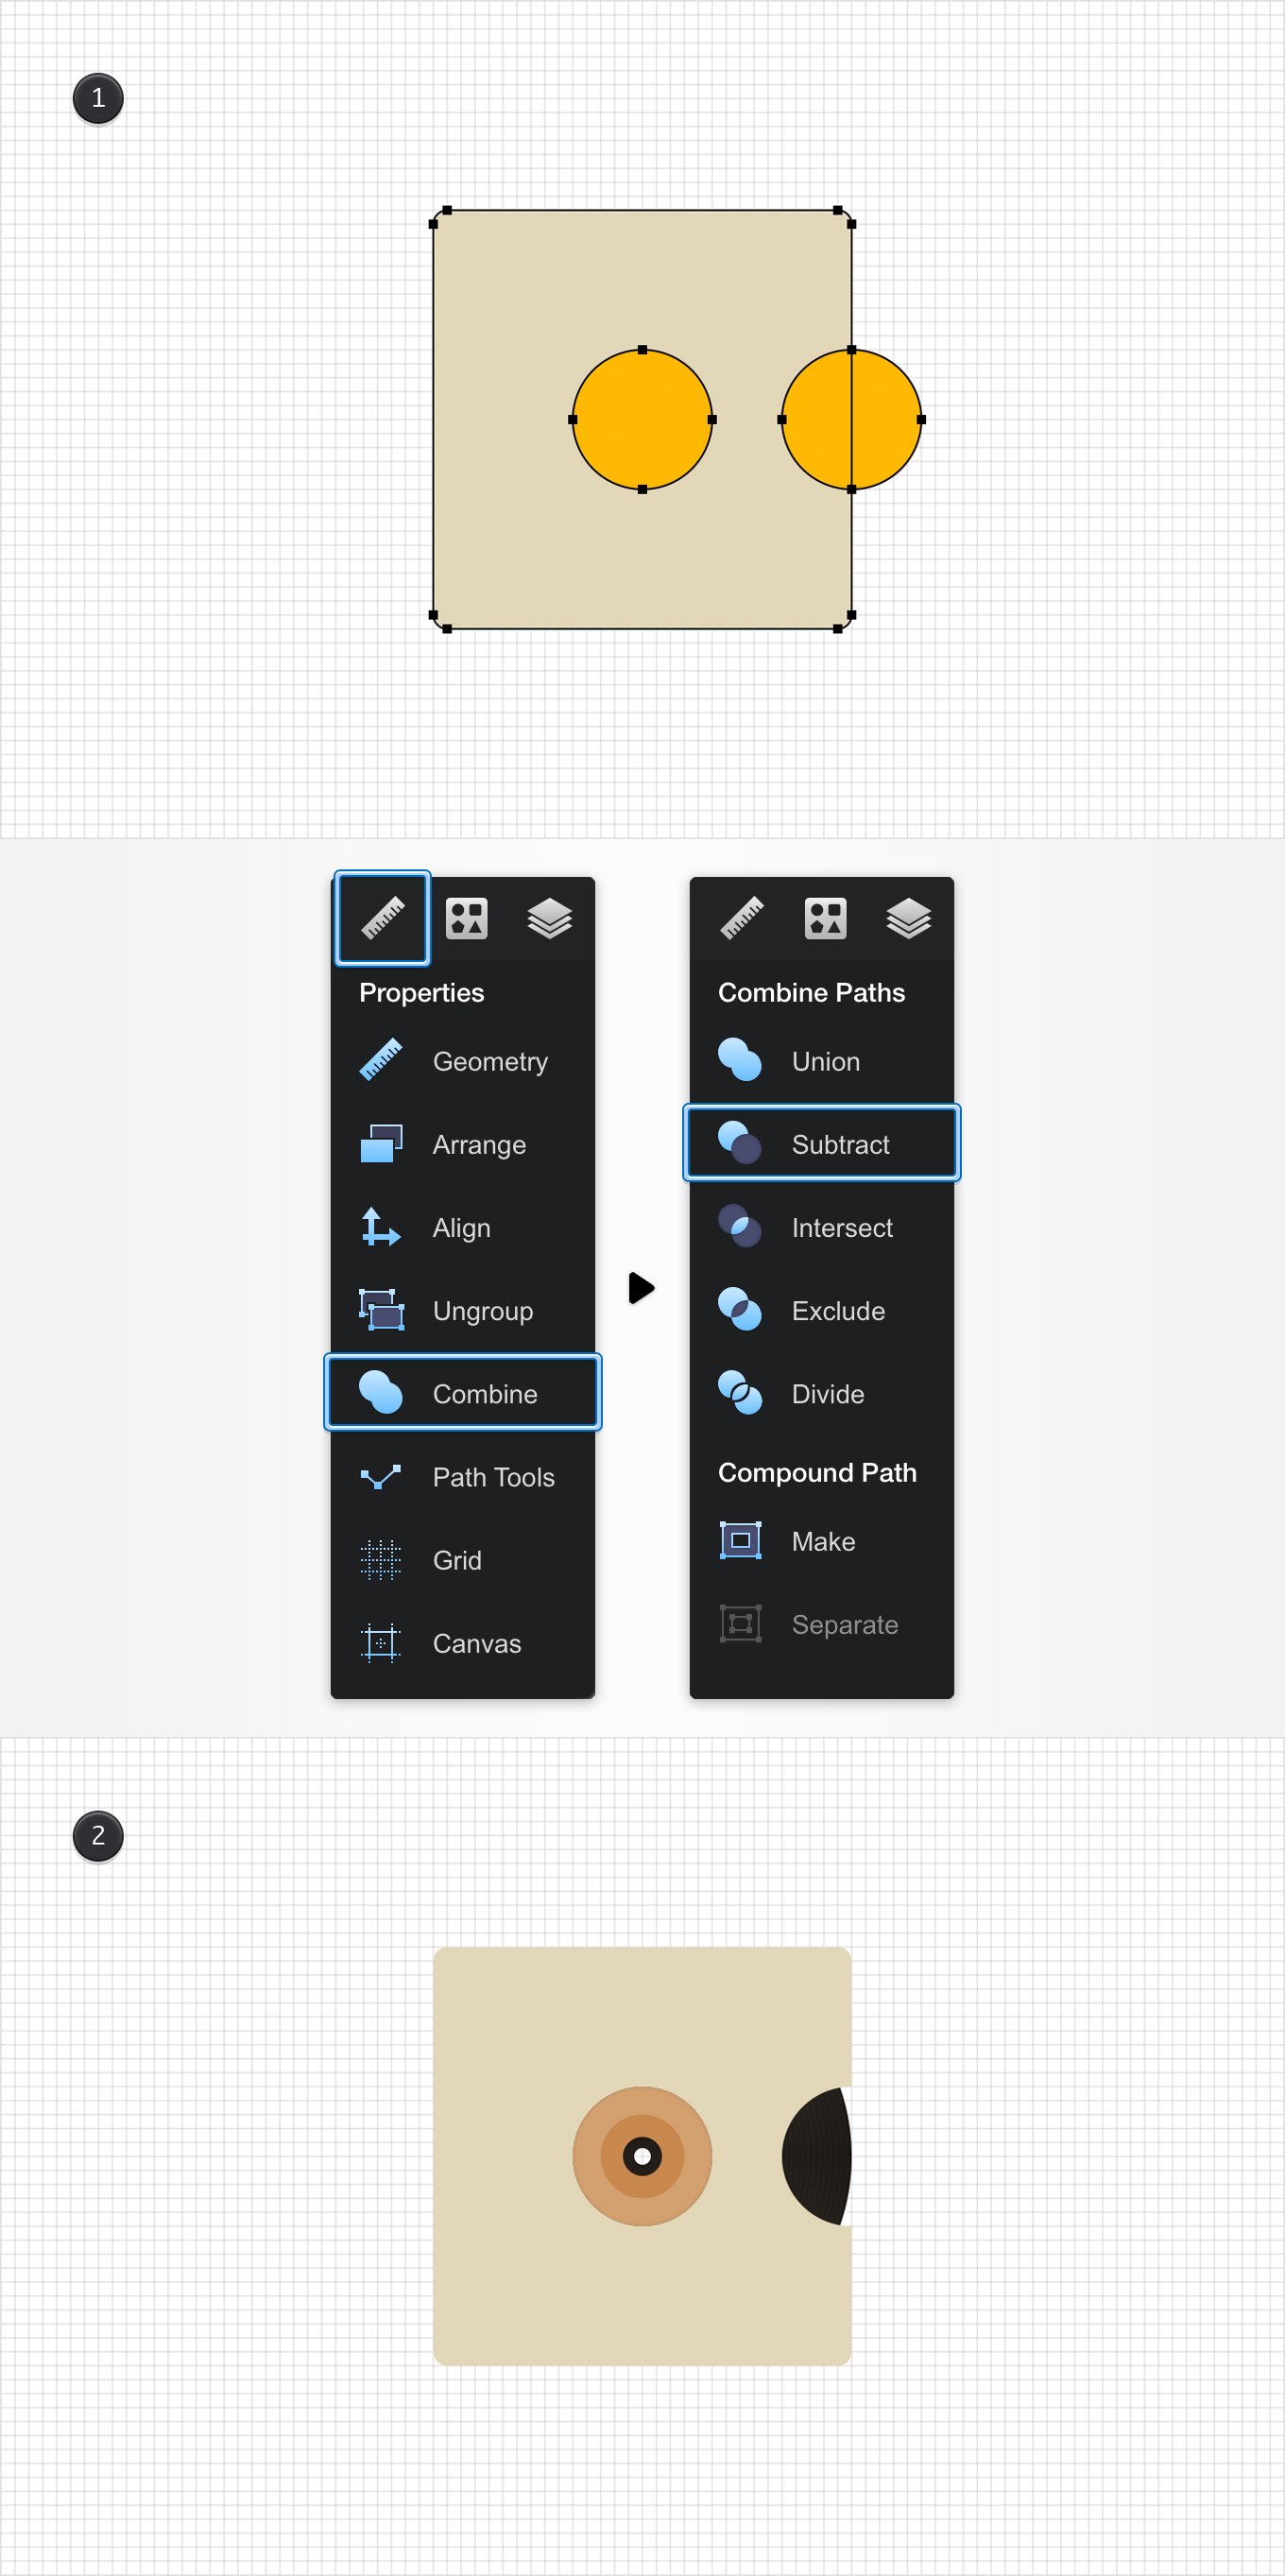 1
Properties
Geometry
Arrange
Align
Ungroup
Combine
Path Tools
Grid
Canvas
Combine Paths
Union
Subtract
Intersect
Exclude
Divide
Compound Path
Make
Separate
2